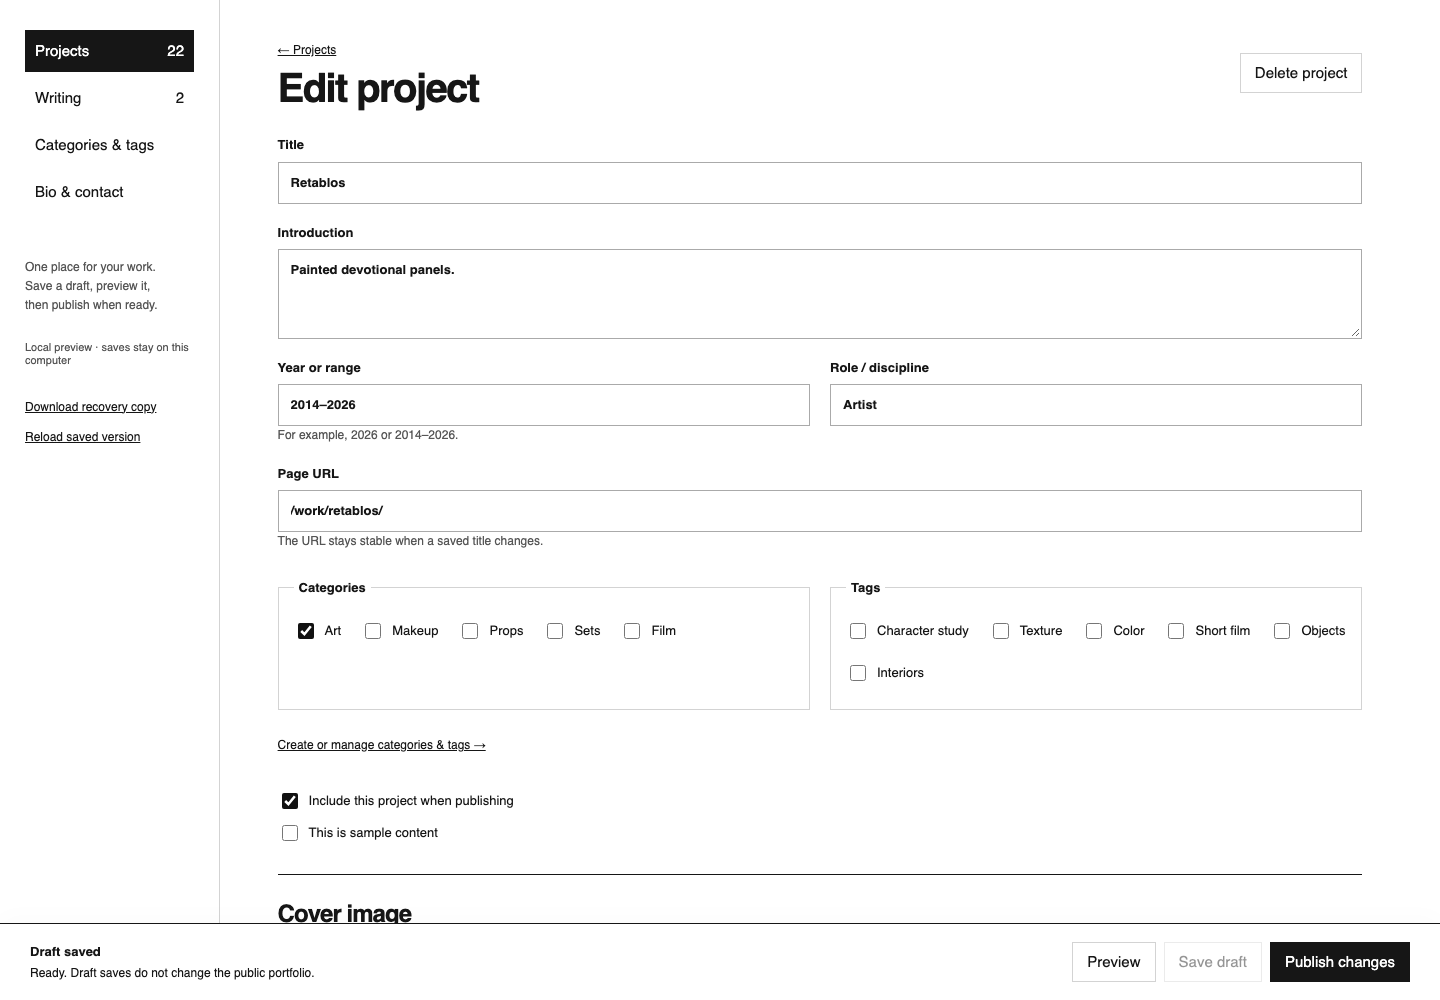 Projects 22
Writing 2
Categories & tags
Bio & contact
One place for your work.
Save a draft, preview it,
then publish when ready.
Local preview · saves stay on this
computer
Download recovery copy
Reload saved version
← Projects
Edit project
Delete project
Title
Retablos
Introduction
Painted devotional panels.
Year or range
2014–2026
For example, 2026 or 2014–2026.
Role / discipline
Artist
Page URL
/work/retablos/
The URL stays stable when a saved title changes.
Categories
Art Makeup Props Sets Film
Tags
Character study Texture Color Short film Objects
Interiors
Create or manage categories & tags →
Include this project when publishing
This is sample content
Cover image
Draft saved
Ready. Draft saves do not change the public portfolio.
Preview Save draft Publish changes